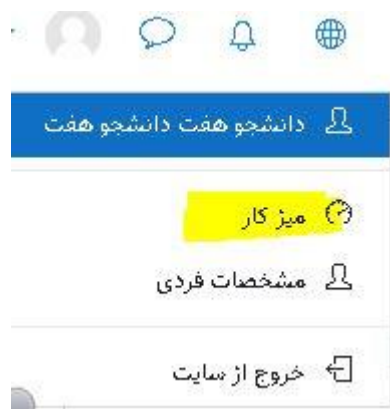 دانشجو هفت دانشجو هفت
میز کار
مشخصات فردی
خروج از سایت